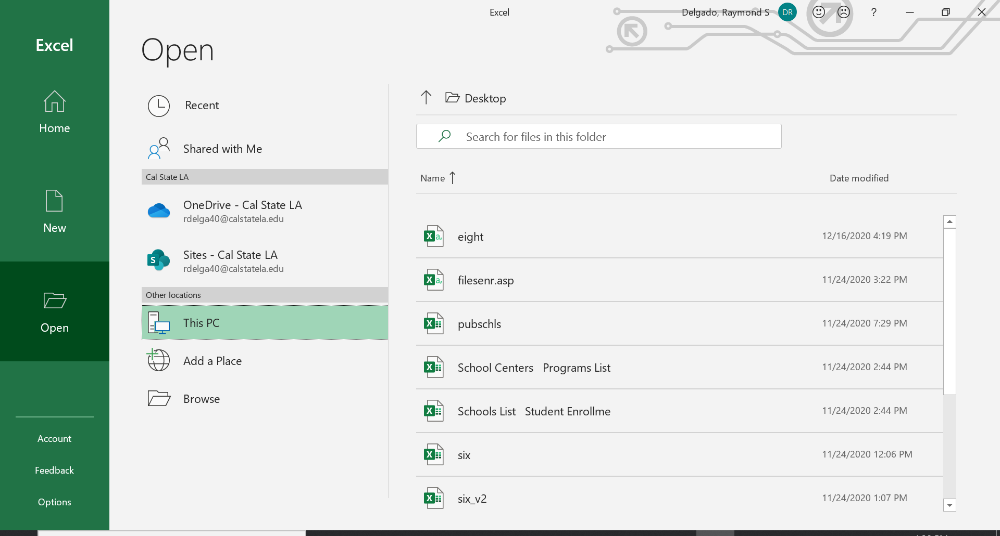 Excel
Delgado, Raymond S
DR
?
Excel
Open
Home
New
Open
Account
Feedback
Options
Recent
Shared with Me
Cal State LA
OneDrive - Cal State LA
rdelga40@calstatela.edu
Sites - Cal State LA
rdelga40@calstatela.edu
Other locations
This PC
Add a Place
Browse
Desktop
Search for files in this folder
Name Date modified
eight 12/16/2020 4:19 PM
filesenr.asp 11/24/2020 3:22 PM
pubschls 11/24/2020 7:29 PM
School Centers   Programs List 11/24/2020 2:44 PM
Schools List   Student Enrollme 11/24/2020 2:44 PM
six 11/24/2020 12:06 PM
six_v2 11/24/2020 1:07 PM